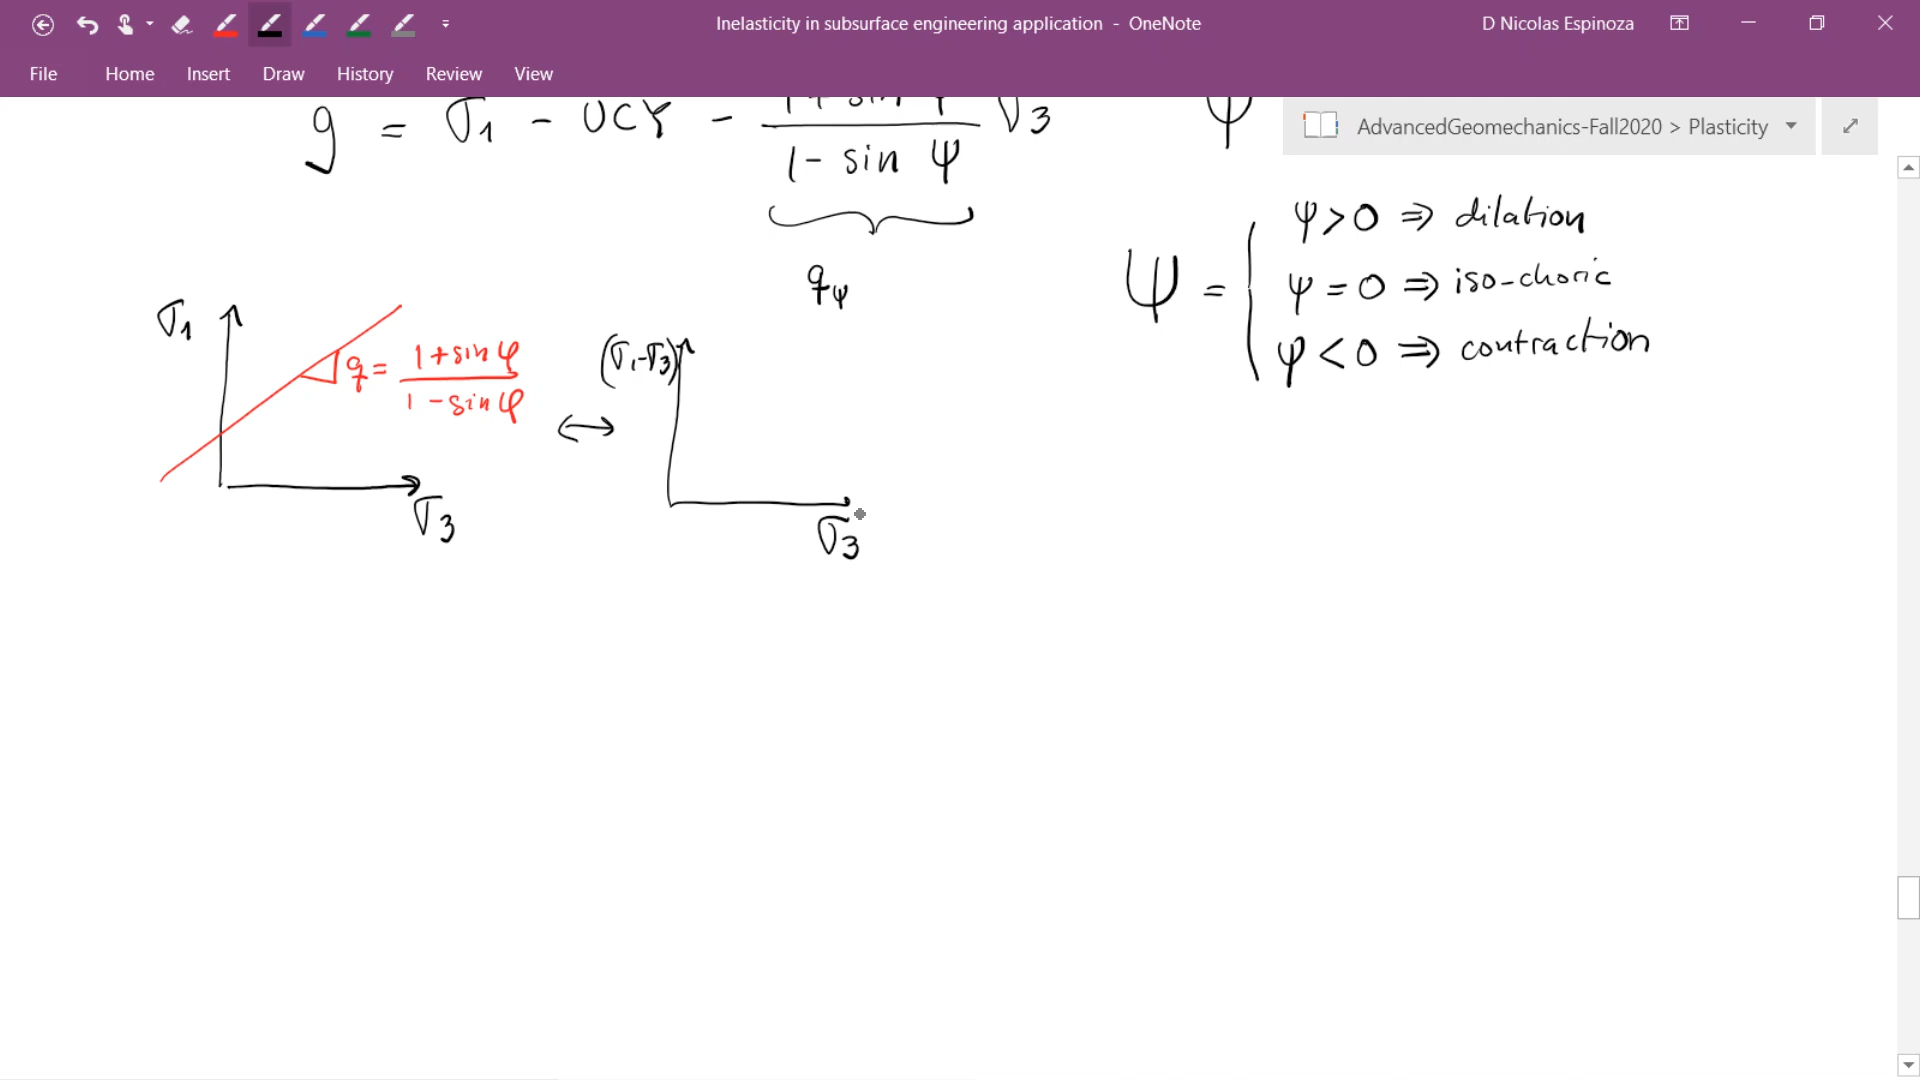 Inelasticity in subsurface engineering application - OneNote
D Nicolas Espinoza
File Home Insert Draw History Review View
AdvancedGeomechanics-Fall2020 > Plasticity
g = σ1 - UCY - (1 + sin ψ)/(1 - sin ψ) σ3
ψ
qψ
ψ =
ψ > 0 ⇒ dilation
ψ = 0 ⇒ iso-choric
ψ < 0 ⇒ contraction
σ1
q = (1 + sin φ)/(1 - sin φ)
σ3
↔
(σ1-σ3)
σ3